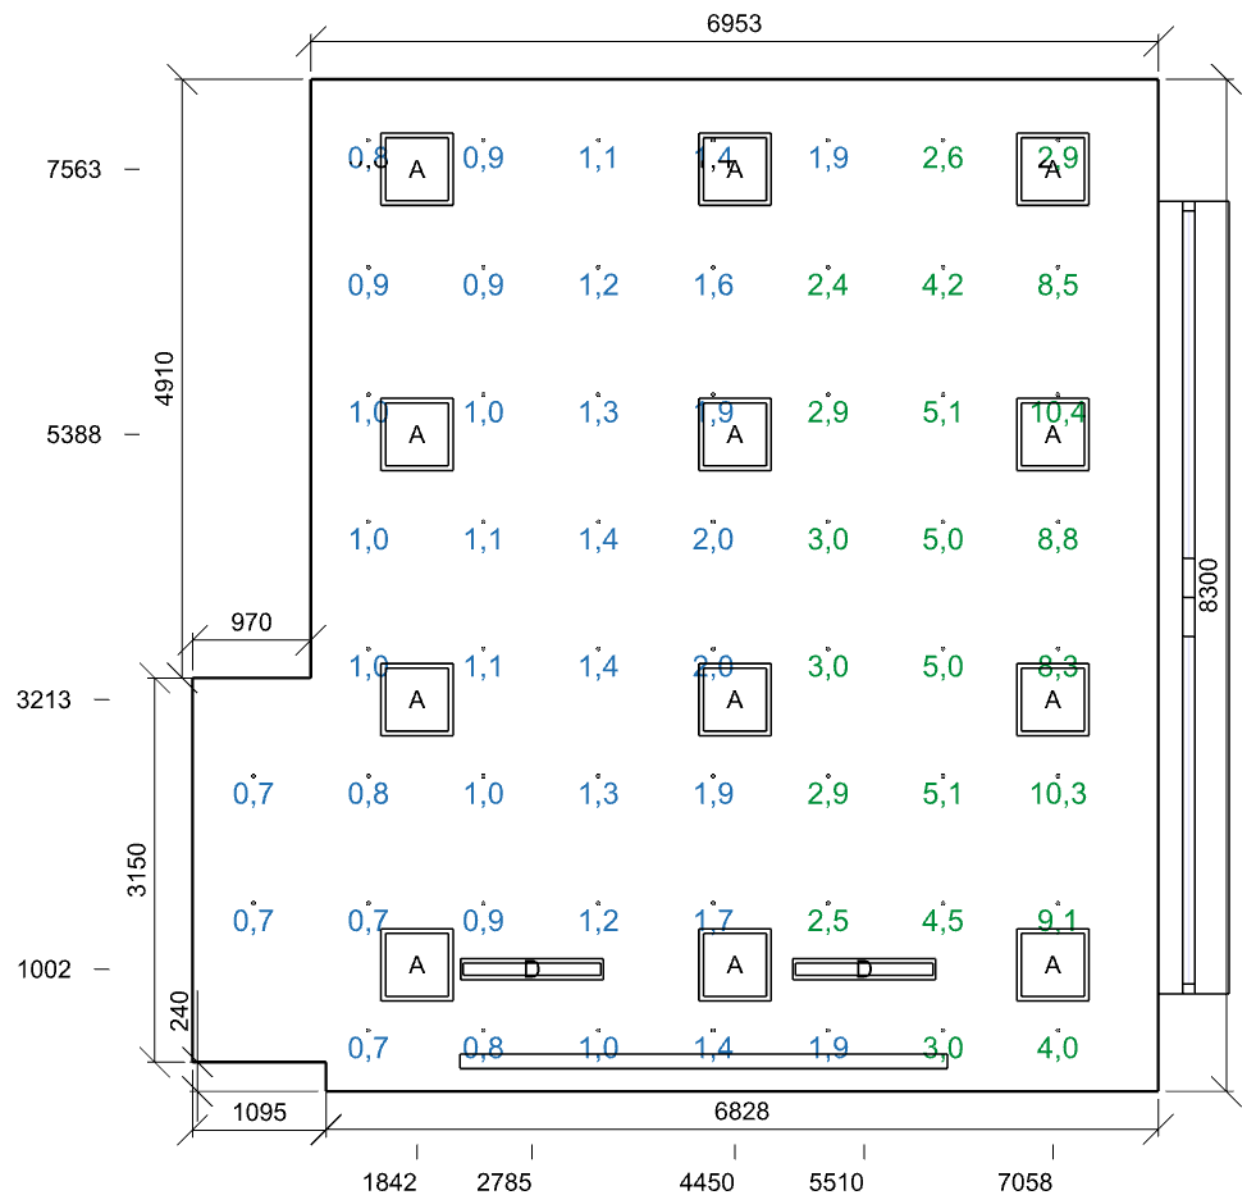 6953
7563
0,8 0,9 1,1 1,4 1,9 2,6 2,9
A A A
0,9 0,9 1,2 1,6 2,4 4,2 8,5
4910
1,0 1,0 1,3 1,9 2,9 5,1 10,4
5388
A A A
1,0 1,1 1,4 2,0 3,0 5,0 8,8
8300
970
1,0 1,1 1,4 2,0 3,0 5,0 8,3
3213
A A A
0,7 0,8 1,0 1,3 1,9 2,9 5,1 10,3
3150
0,7 0,7 0,9 1,2 1,7 2,5 4,5 9,1
1002
A D A D A
240
0,7 0,8 1,0 1,4 1,9 3,0 4,0
1095 6828
1842 2785 4450 5510 7058